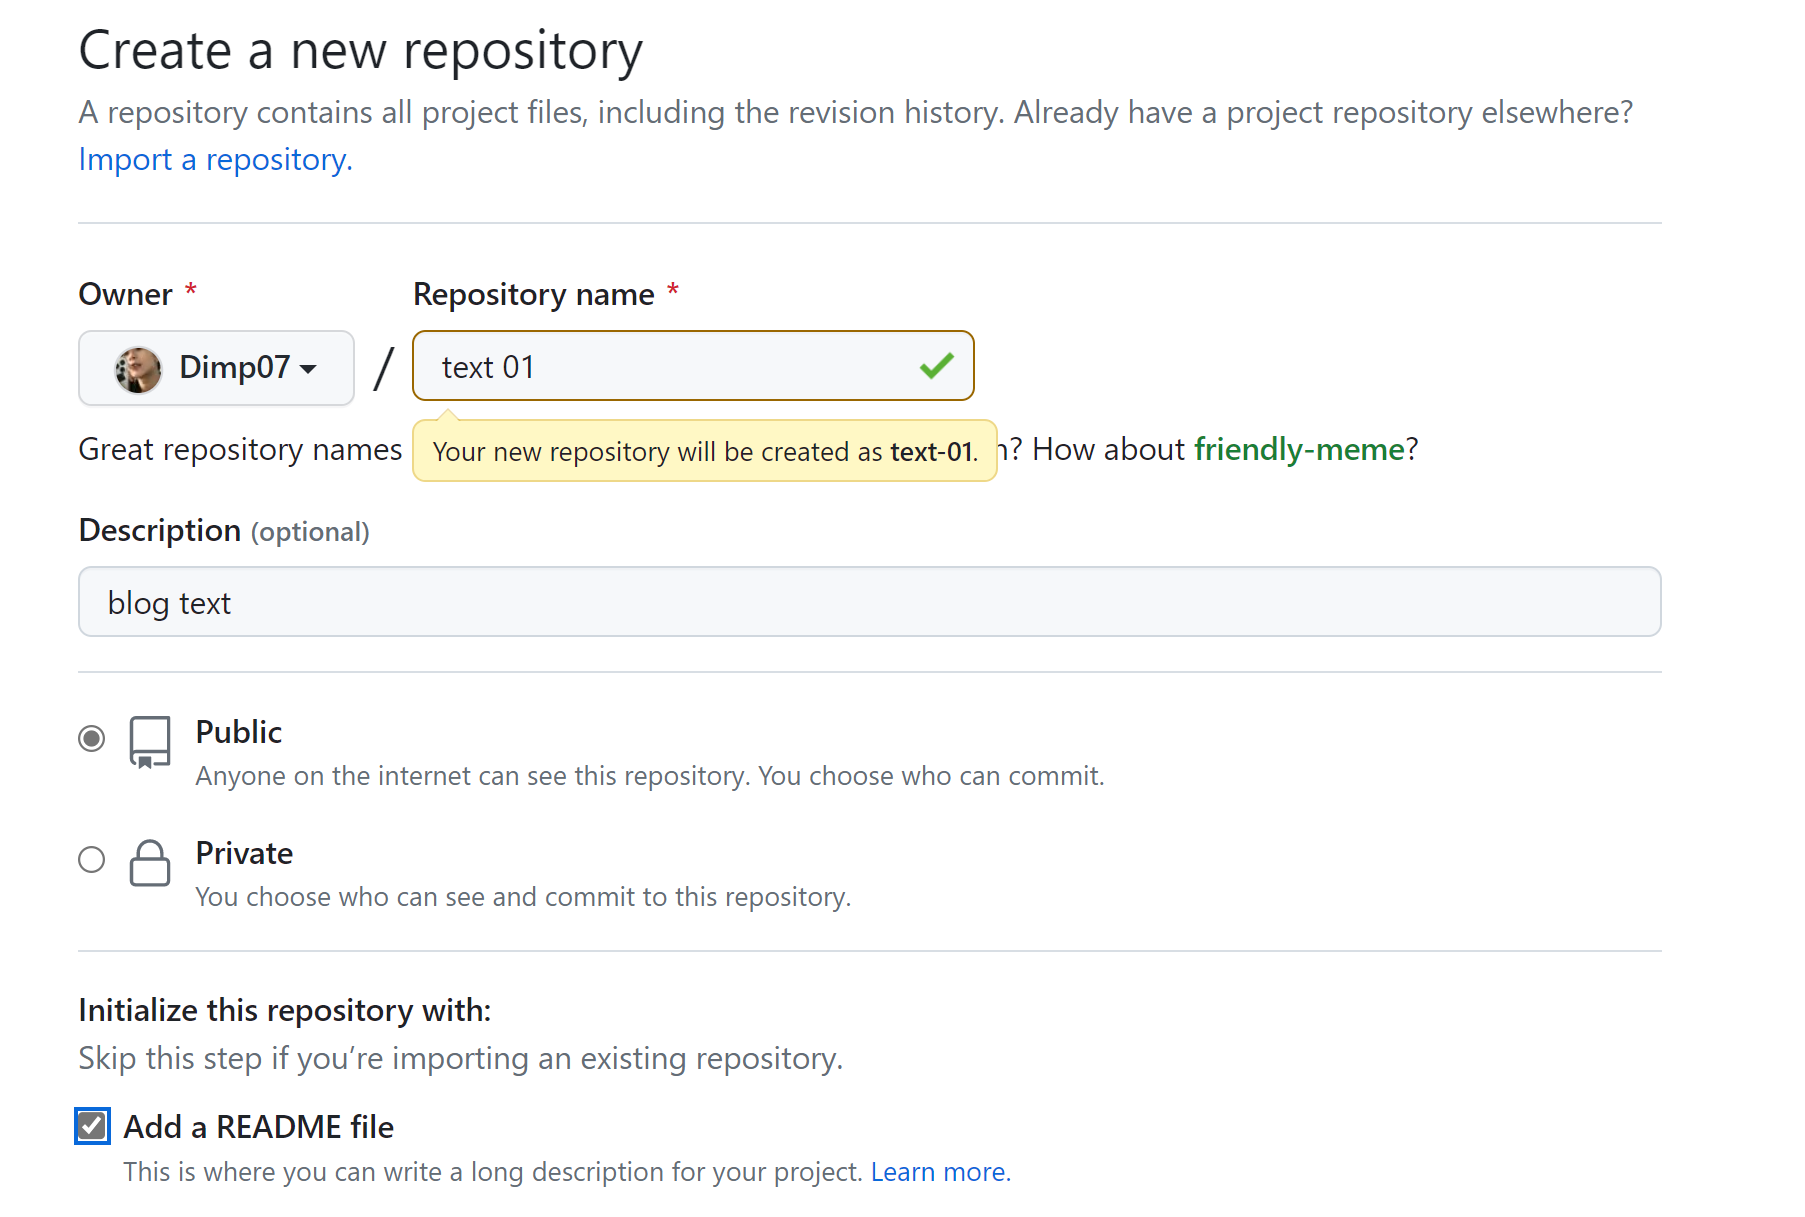 Create a new repository
A repository contains all project files, including the revision history. Already have a project repository elsewhere?
Import a repository.
Owner *
Repository name *
Dimp07
/
text 01
Great repository names
Your new repository will be created as text-01.
? How about friendly-meme?
Description (optional)
blog text
Public
Anyone on the internet can see this repository. You choose who can commit.
Private
You choose who can see and commit to this repository.
Initialize this repository with:
Skip this step if you’re importing an existing repository.
Add a README file
This is where you can write a long description for your project. Learn more.